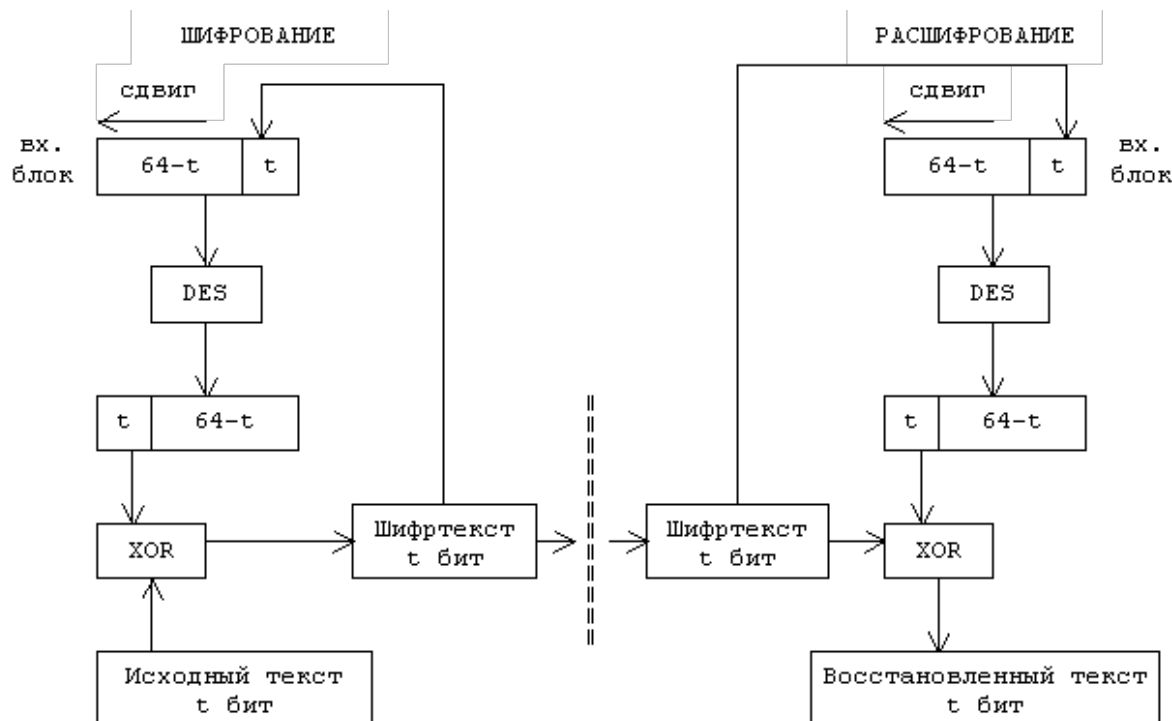 ШИФРОВАНИЕ
сдвиг
вх.
блок
64-t
t
DES
t
64-t
XOR
Шифртекст
t бит
Исходный текст
t бит
РАСШИФРОВАНИЕ
сдвиг
64-t
t
вх.
блок
DES
t
64-t
Шифртекст
t бит
XOR
Восстановленный текст
t бит